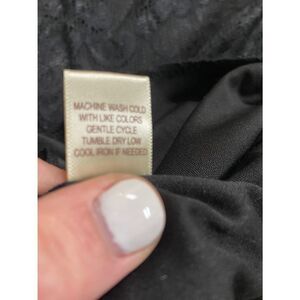 MACHINE WASH COLD
WITH LIKE COLORS
GENTLE CYCLE
TUMBLE DRY LOW
COOL IRON IF NEEDED